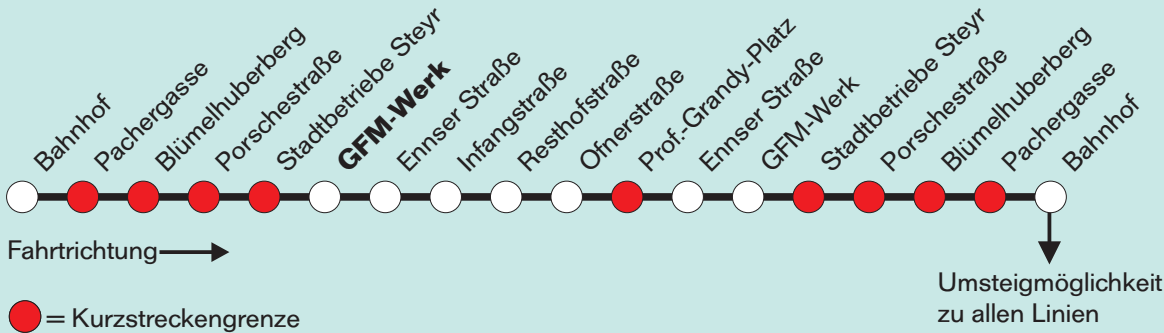 Bahnhof
Pachergasse
Blümelhuberberg
Porschestraße
Stadtbetriebe Steyr
GFM-Werk
Ennser Straße
Infangstraße
Resthofstraße
Ofnerstraße
Prof.-Grandy-Platz
Ennser Straße
GFM-Werk
Stadtbetriebe Steyr
Porschestraße
Blümelhuberberg
Pachergasse
Bahnhof
Fahrtrichtung
Umsteigmöglichkeit
zu allen Linien
= Kurzstreckengrenze